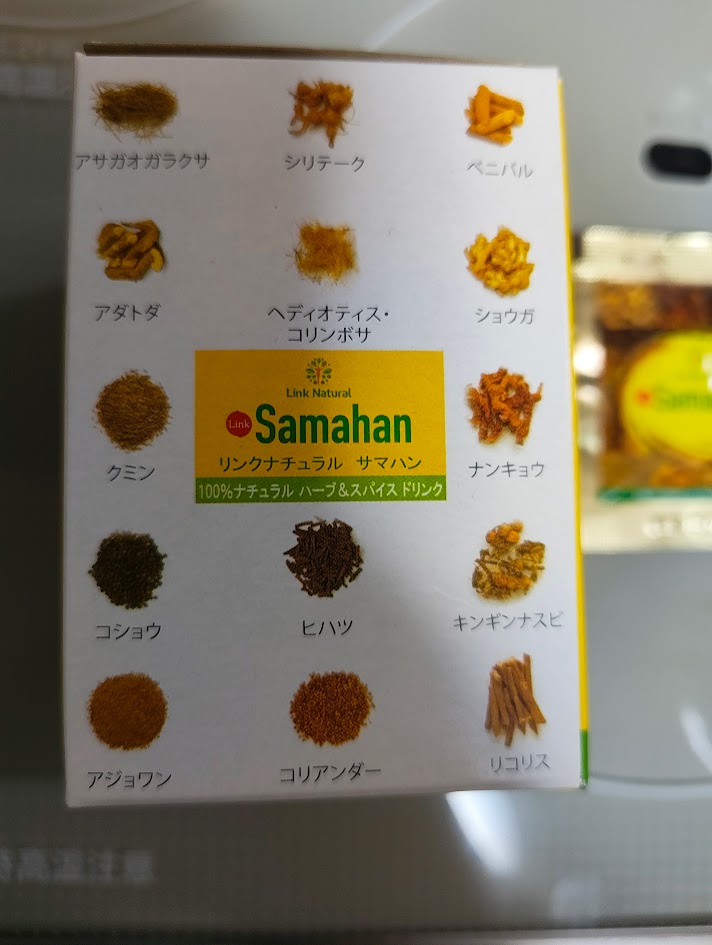 アサガオガラクサ
シリテーク
ベニバル
アダトダ
ヘディオティス・
コリンボサ
ショウガ
Link Natural
Link Samahan
リンクナチュラル サマハン
100%ナチュラル ハーブ&スパイス ドリンク
クミン
ナンキョウ
コショウ
ヒハツ
キンギンナスビ
アジョワン
コリアンダー
リコリス
高温注意